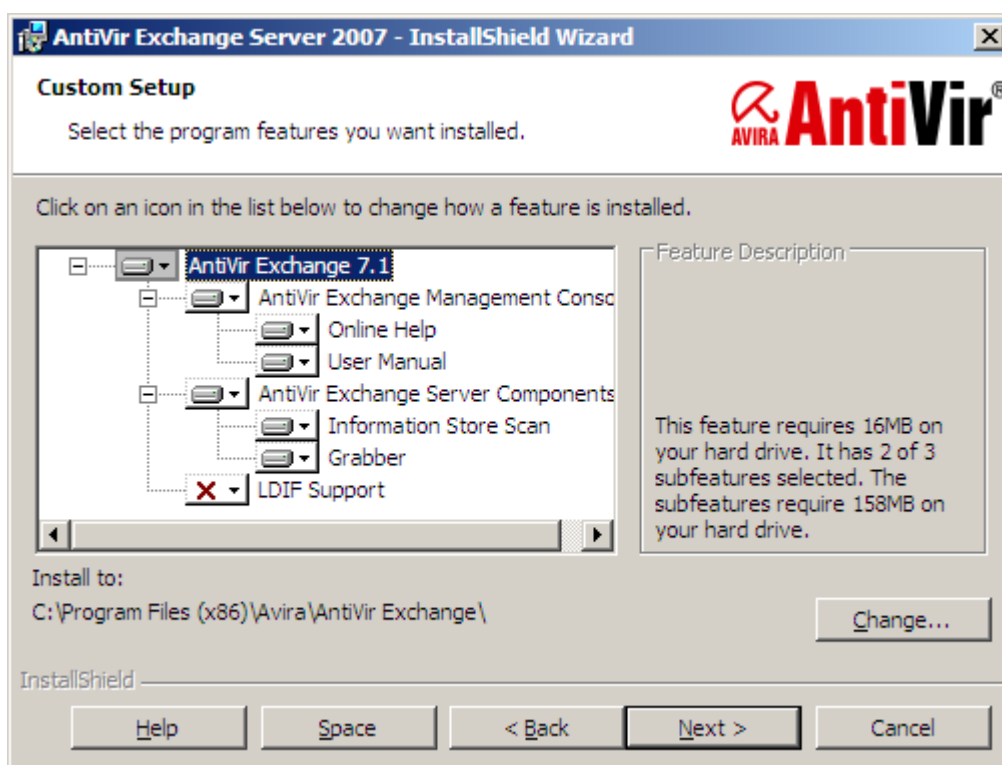 AntiVir Exchange Server 2007 - InstallShield Wizard
Custom Setup
Select the program features you want installed.
AVIRA AntiVir®
Click on an icon in the list below to change how a feature is installed.
AntiVir Exchange 7.1
AntiVir Exchange Management Conso
Online Help
User Manual
AntiVir Exchange Server Components
Information Store Scan
Grabber
LDIF Support
Feature Description
This feature requires 16MB on
your hard drive. It has 2 of 3
subfeatures selected. The
subfeatures require 158MB on
your hard drive.
Install to:
C:\Program Files (x86)\Avira\AntiVir Exchange\
Change...
InstallShield
Help
Space
< Back
Next >
Cancel